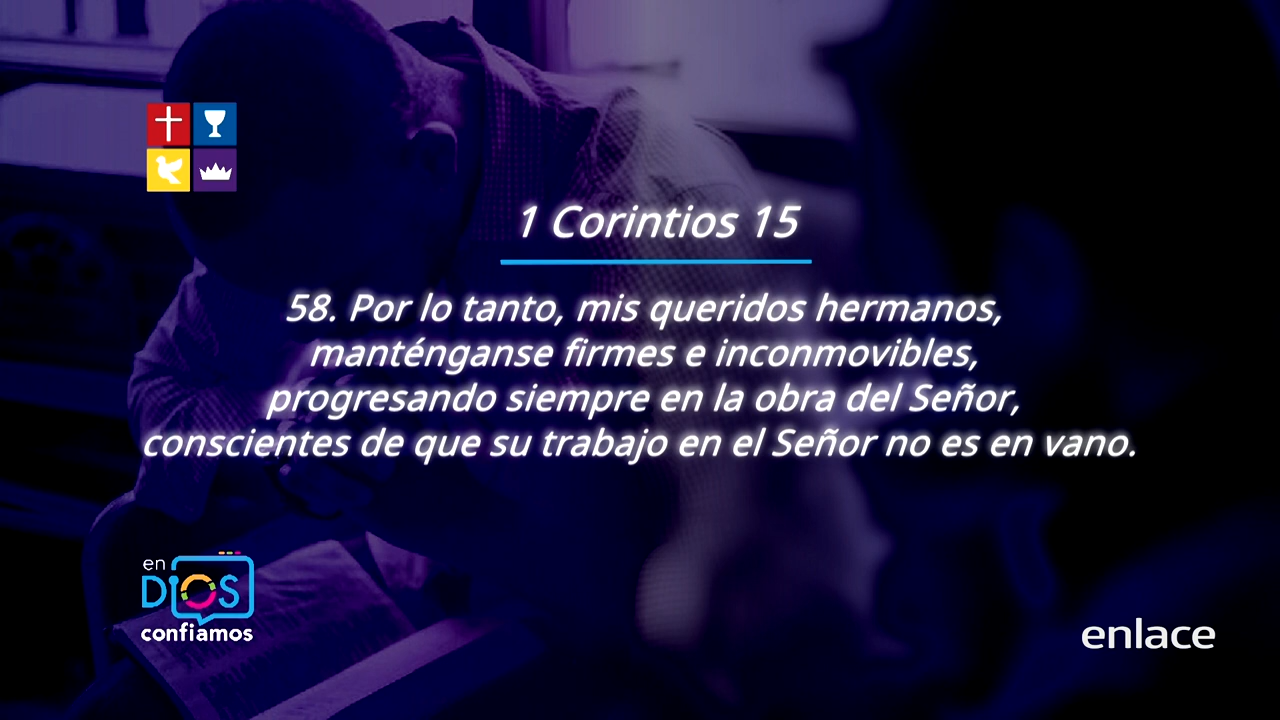 1 Corintios 15
58. Por lo tanto, mis queridos hermanos,
manténganse firmes e inconmovibles,
progresando siempre en la obra del Señor,
conscientes de que su trabajo en el Señor no es en vano.
en
DIOS
confiamos
enlace